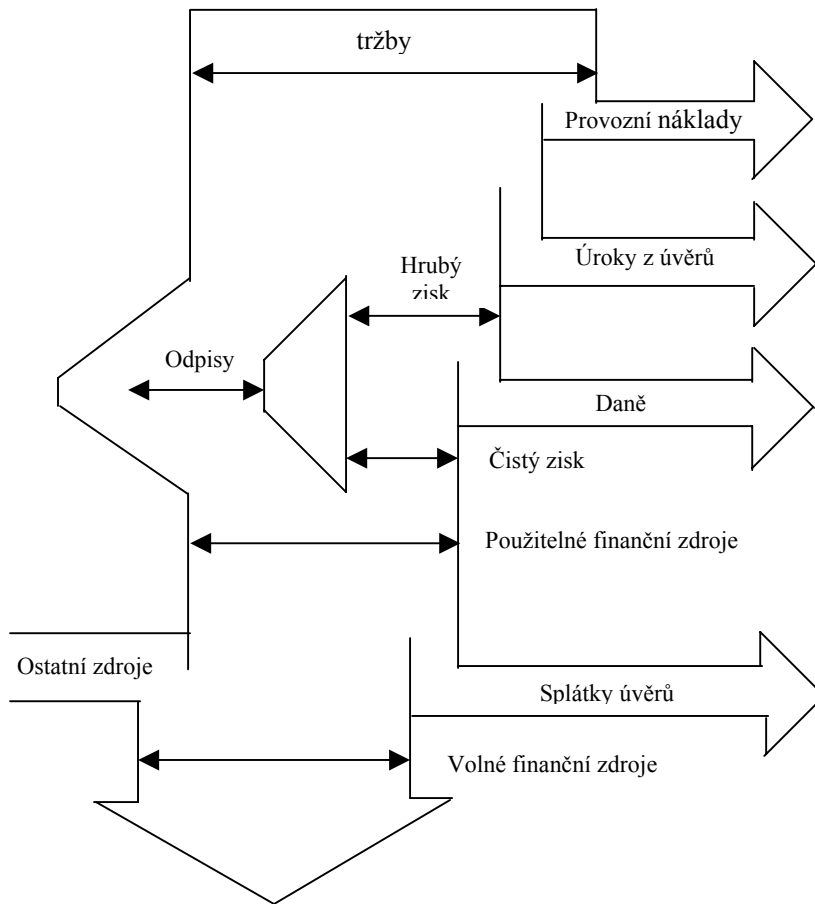 tržby
Provozní náklady
Úroky z úvěrů
Hrubý
zisk
Odpisy
Daně
Čistý zisk
Použitelné finanční zdroje
Ostatní zdroje
Splátky úvěrů
Volné finanční zdroje